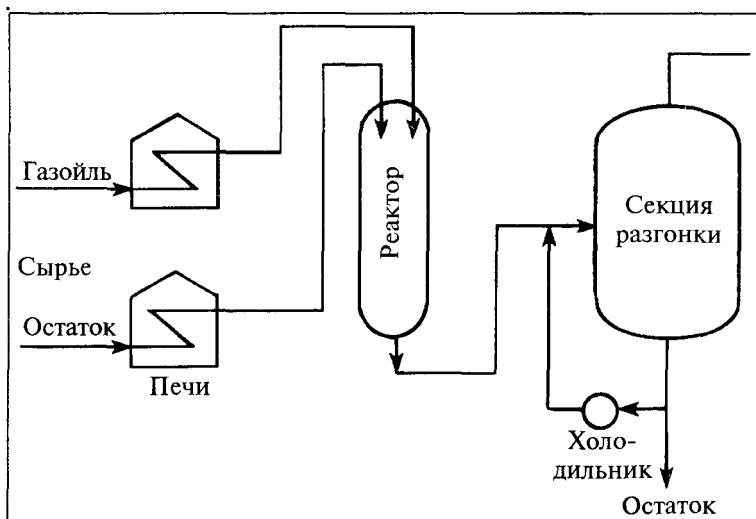 Газойль
Сырье
Остаток
Печи
Реактор
Секция
разгонки
Холо-
дильник
Остаток